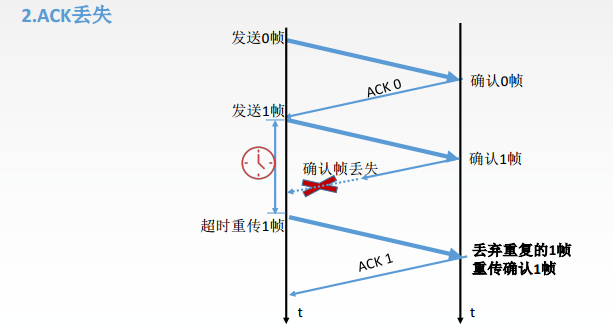 2.ACK丢失
发送0帧
ACK 0
确认0帧
发送1帧
确认帧丢失
确认1帧
超时重传1帧
ACK 1
丢弃重复的1帧
重传确认1帧
t
t